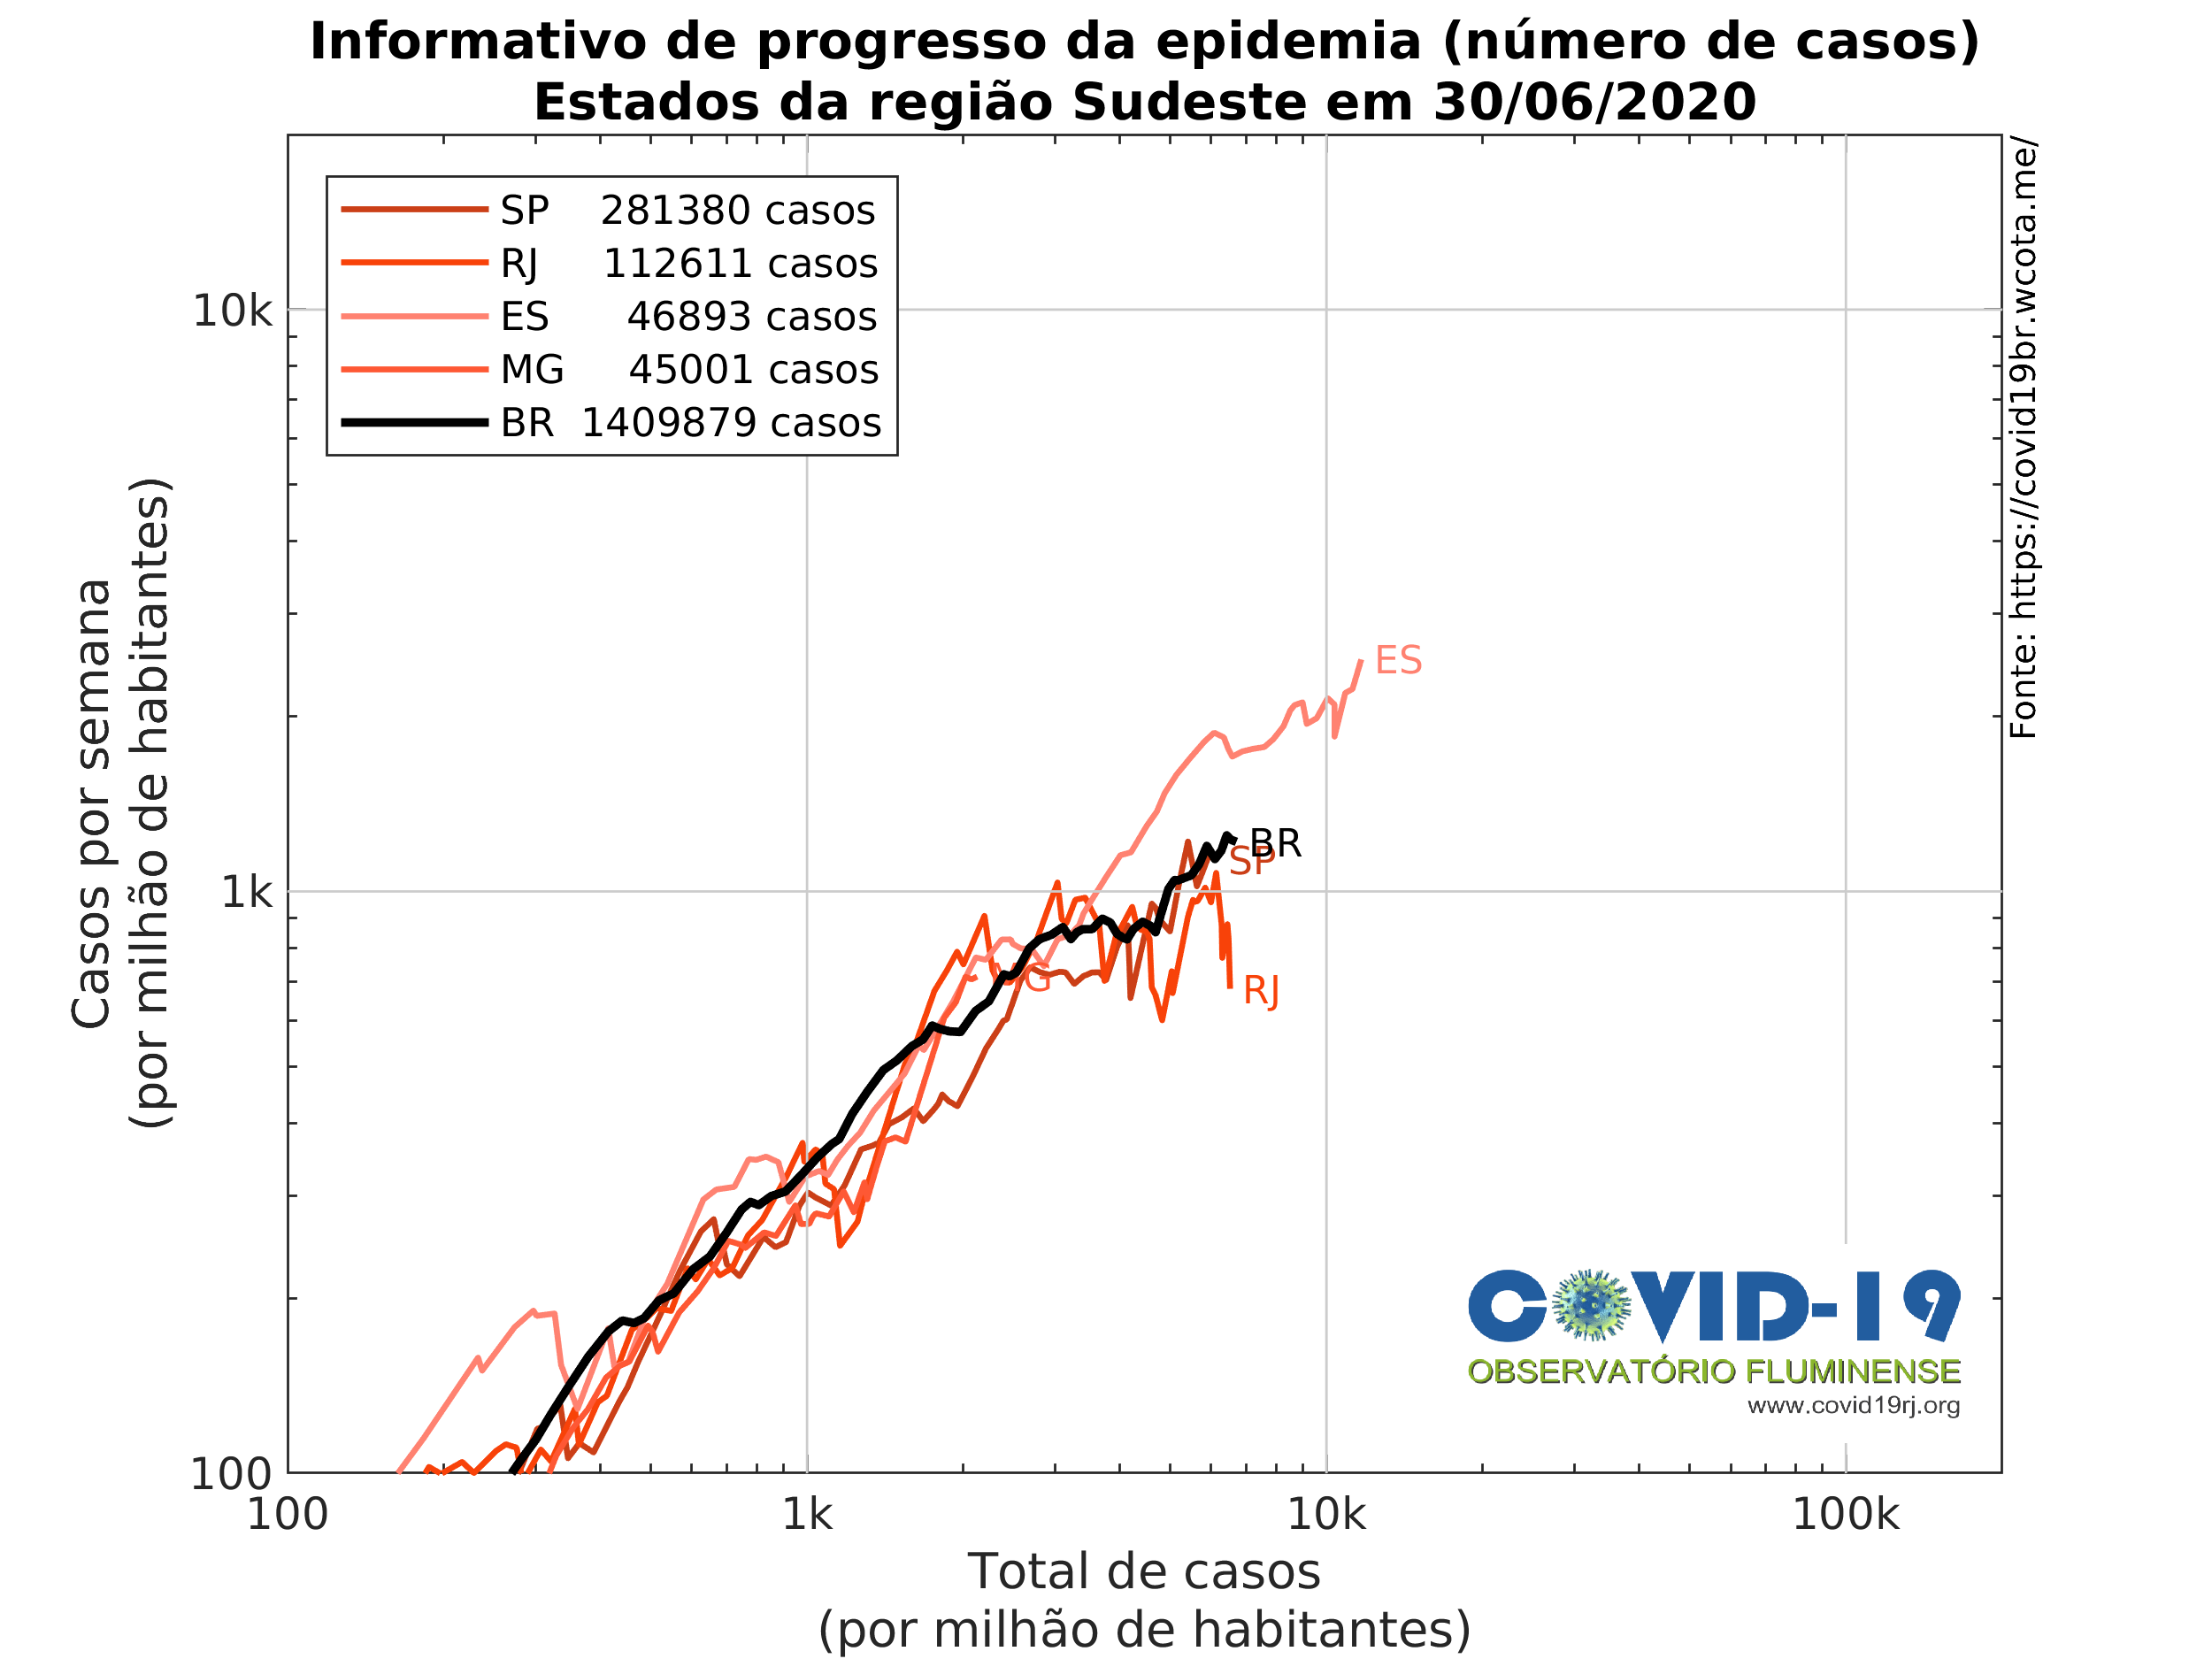 Informativo de progresso da epidemia (número de casos)
Estados da região Sudeste em 30/06/2020
SP 281380 casos
RJ 112611 casos
ES 46893 casos
MG 45001 casos
BR 1409879 casos
Fonte: https://covid19br.wcota.me/
Casos por semana
(por milhão de habitantes)
10k
1k
100
ES
BR
SP
MG
RJ
COVID-19
OBSERVATÓRIO FLUMINENSE
www.covid19rj.org
100
1k
10k
100k
Total de casos
(por milhão de habitantes)